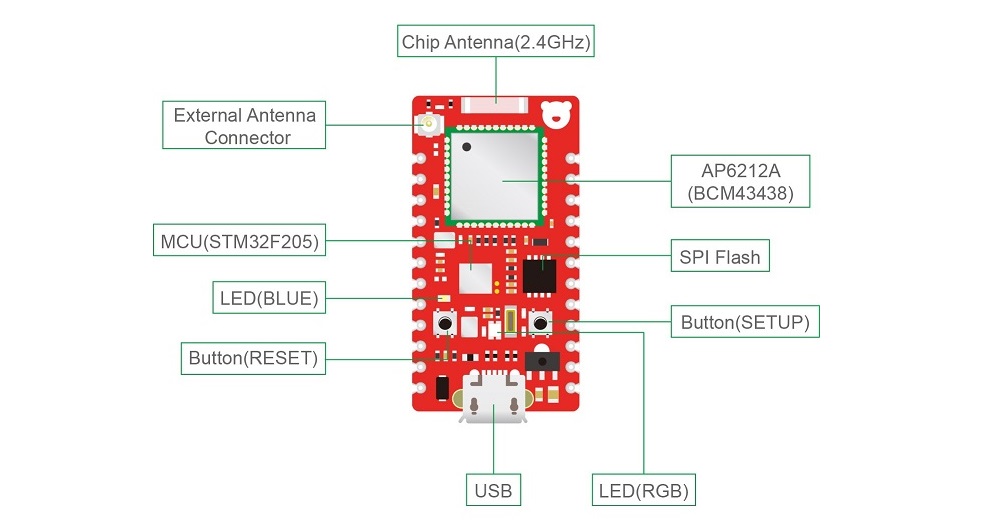 Chip Antenna(2.4GHz)
External Antenna
Connector
AP6212A
(BCM43438)
MCU(STM32F205)
SPI Flash
LED(BLUE)
Button(SETUP)
Button(RESET)
USB
LED(RGB)